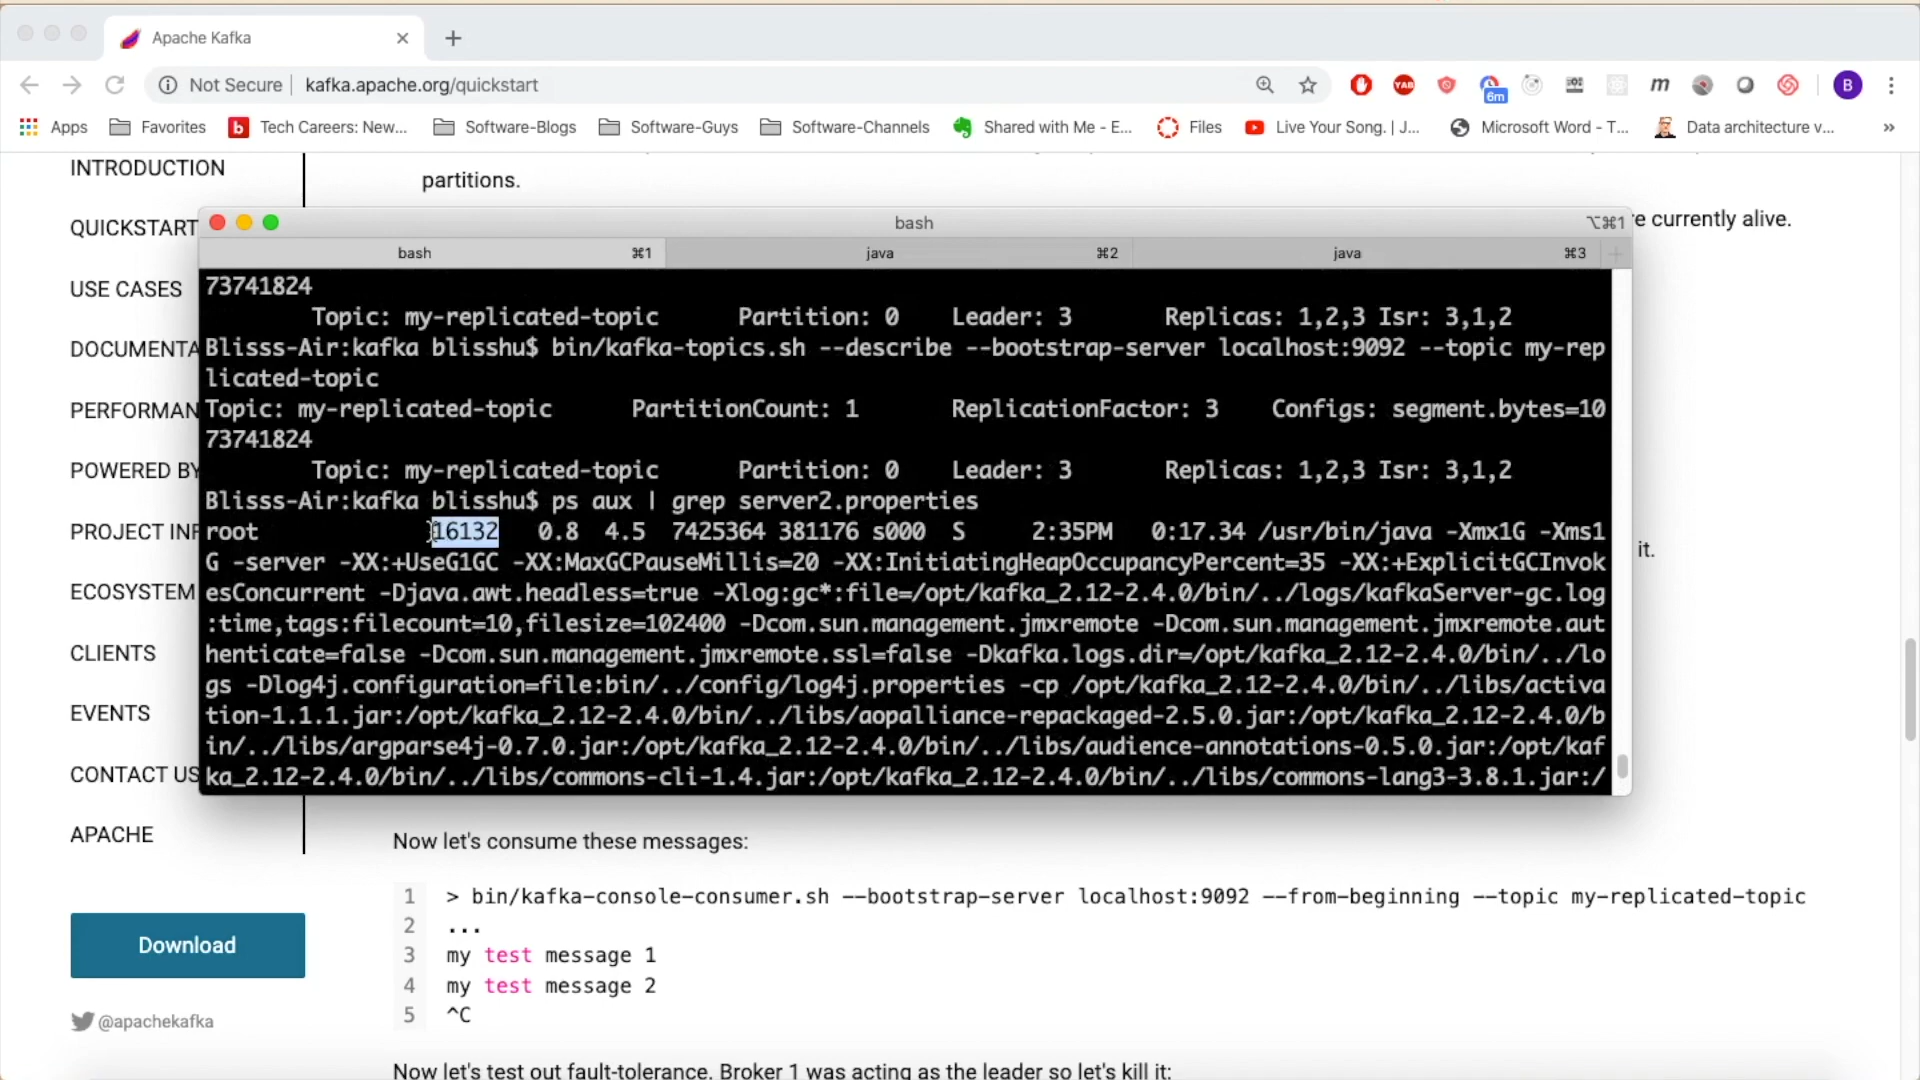 Apache Kafka
Not Secure | kafka.apache.org/quickstart
YAB
6m
m
B
Apps
Favorites
b Tech Careers: New...
Software-Blogs
Software-Guys
Software-Channels
Shared with Me - E...
Files
Live Your Song. | J...
Microsoft Word - T...
Data architecture v...
»
INTRODUCTION
partitions.
QUICKSTART
re currently alive.
bash ⌥⌘1
bash ⌘1 java ⌘2 java ⌘3
73741824
Topic: my-replicated-topic Partition: 0 Leader: 3 Replicas: 1,2,3 Isr: 3,1,2
Blisss-Air:kafka blisshu$ bin/kafka-topics.sh --describe --bootstrap-server localhost:9092 --topic my-rep
licated-topic
Topic: my-replicated-topic PartitionCount: 1 ReplicationFactor: 3 Configs: segment.bytes=10
73741824
Topic: my-replicated-topic Partition: 0 Leader: 3 Replicas: 1,2,3 Isr: 3,1,2
Blisss-Air:kafka blisshu$ ps aux | grep server2.properties
root 16132 0.8 4.5 7425364 381176 s000 S 2:35PM 0:17.34 /usr/bin/java -Xmx1G -Xms1
G -server -XX:+UseG1GC -XX:MaxGCPauseMillis=20 -XX:InitiatingHeapOccupancyPercent=35 -XX:+ExplicitGCInvok
esConcurrent -Djava.awt.headless=true -Xlog:gc*:file=/opt/kafka_2.12-2.4.0/bin/../logs/kafkaServer-gc.log
:time,tags:filecount=10,filesize=102400 -Dcom.sun.management.jmxremote -Dcom.sun.management.jmxremote.aut
henticate=false -Dcom.sun.management.jmxremote.ssl=false -Dkafka.logs.dir=/opt/kafka_2.12-2.4.0/bin/../lo
gs -Dlog4j.configuration=file:bin/../config/log4j.properties -cp /opt/kafka_2.12-2.4.0/bin/../libs/activa
tion-1.1.1.jar:/opt/kafka_2.12-2.4.0/bin/../libs/aopalliance-repackaged-2.5.0.jar:/opt/kafka_2.12-2.4.0/b
in/../libs/argparse4j-0.7.0.jar:/opt/kafka_2.12-2.4.0/bin/../libs/audience-annotations-0.5.0.jar:/opt/kaf
ka_2.12-2.4.0/bin/../libs/commons-cli-1.4.jar:/opt/kafka_2.12-2.4.0/bin/../libs/commons-lang3-3.8.1.jar:/
USE CASES
DOCUMENTA
PERFORMAN
POWERED BY
PROJECT INF
it.
ECOSYSTEM
CLIENTS
EVENTS
CONTACT US
APACHE
Download
@apachekafka
Now let's consume these messages:
1 > bin/kafka-console-consumer.sh --bootstrap-server localhost:9092 --from-beginning --topic my-replicated-topic
2 ...
3 my test message 1
4 my test message 2
5 ^C
Now let's test out fault-tolerance. Broker 1 was acting as the leader so let's kill it: